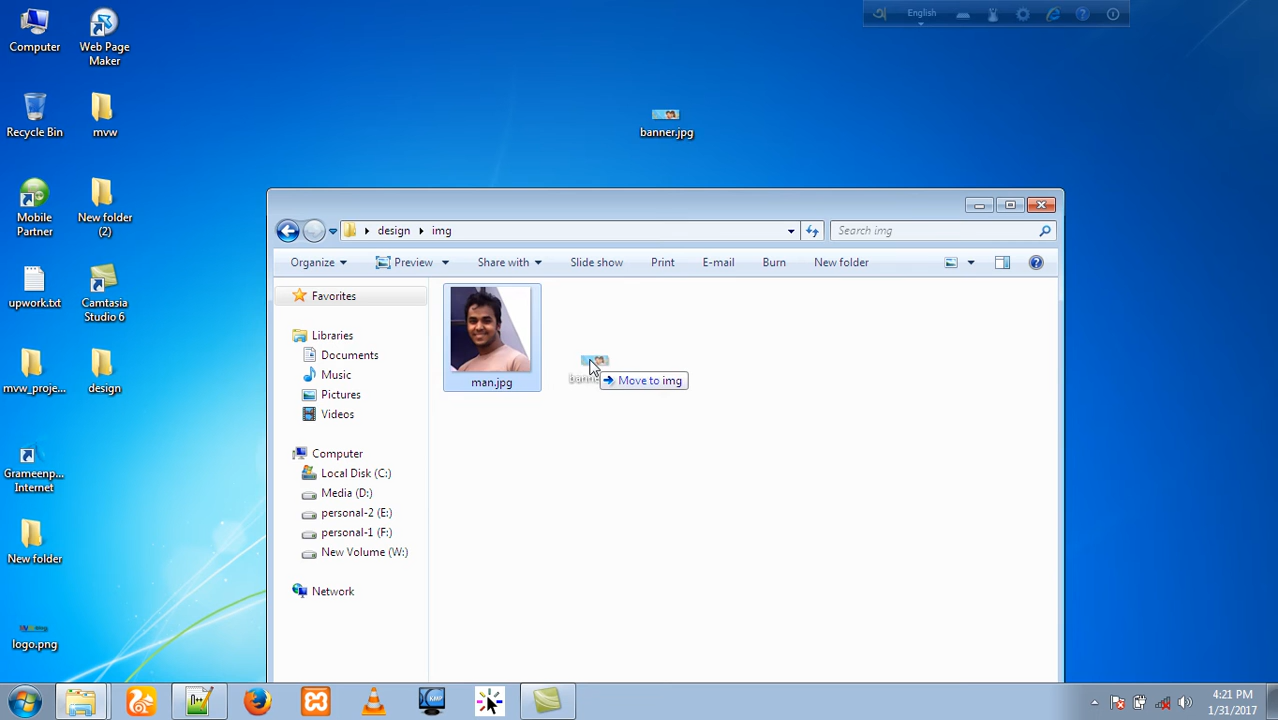 English
Computer
Web Page
Maker
banner.jpg
Recycle Bin
mvw
Mobile
Partner
New folder
(2)
design
img
Search img
Organize
Preview
Share with
Slide show
Print
E-mail
Burn
New folder
Favorites
upwork.txt
Camtasia
Studio 6
Libraries
Documents
Music
Pictures
Videos
man.jpg
Move to img
mvw_proje...
design
Computer
Local Disk (C:)
Media (D:)
personal-2 (E:)
personal-1 (F:)
New Volume (W:)
Grameenp...
Internet
New folder
Network
logo.png
4:21 PM
1/31/2017